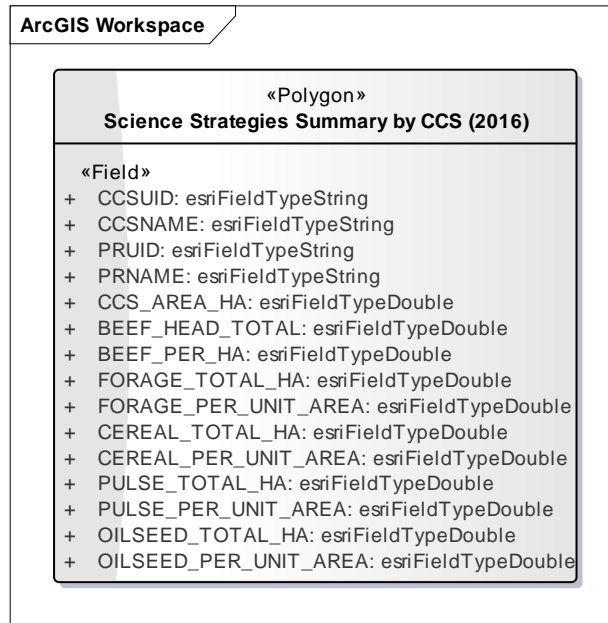 ArcGIS Workspace
«Polygon»
Science Strategies Summary by CCS (2016)
«Field»
+ CCSUID: esriFieldTypeString
+ CCSNAME: esriFieldTypeString
+ PRUID: esriFieldTypeString
+ PRNAME: esriFieldTypeString
+ CCS_AREA_HA: esriFieldTypeDouble
+ BEEF_HEAD_TOTAL: esriFieldTypeDouble
+ BEEF_PER_HA: esriFieldTypeDouble
+ FORAGE_TOTAL_HA: esriFieldTypeDouble
+ FORAGE_PER_UNIT_AREA: esriFieldTypeDouble
+ CEREAL_TOTAL_HA: esriFieldTypeDouble
+ CEREAL_PER_UNIT_AREA: esriFieldTypeDouble
+ PULSE_TOTAL_HA: esriFieldTypeDouble
+ PULSE_PER_UNIT_AREA: esriFieldTypeDouble
+ OILSEED_TOTAL_HA: esriFieldTypeDouble
+ OILSEED_PER_UNIT_AREA: esriFieldTypeDouble